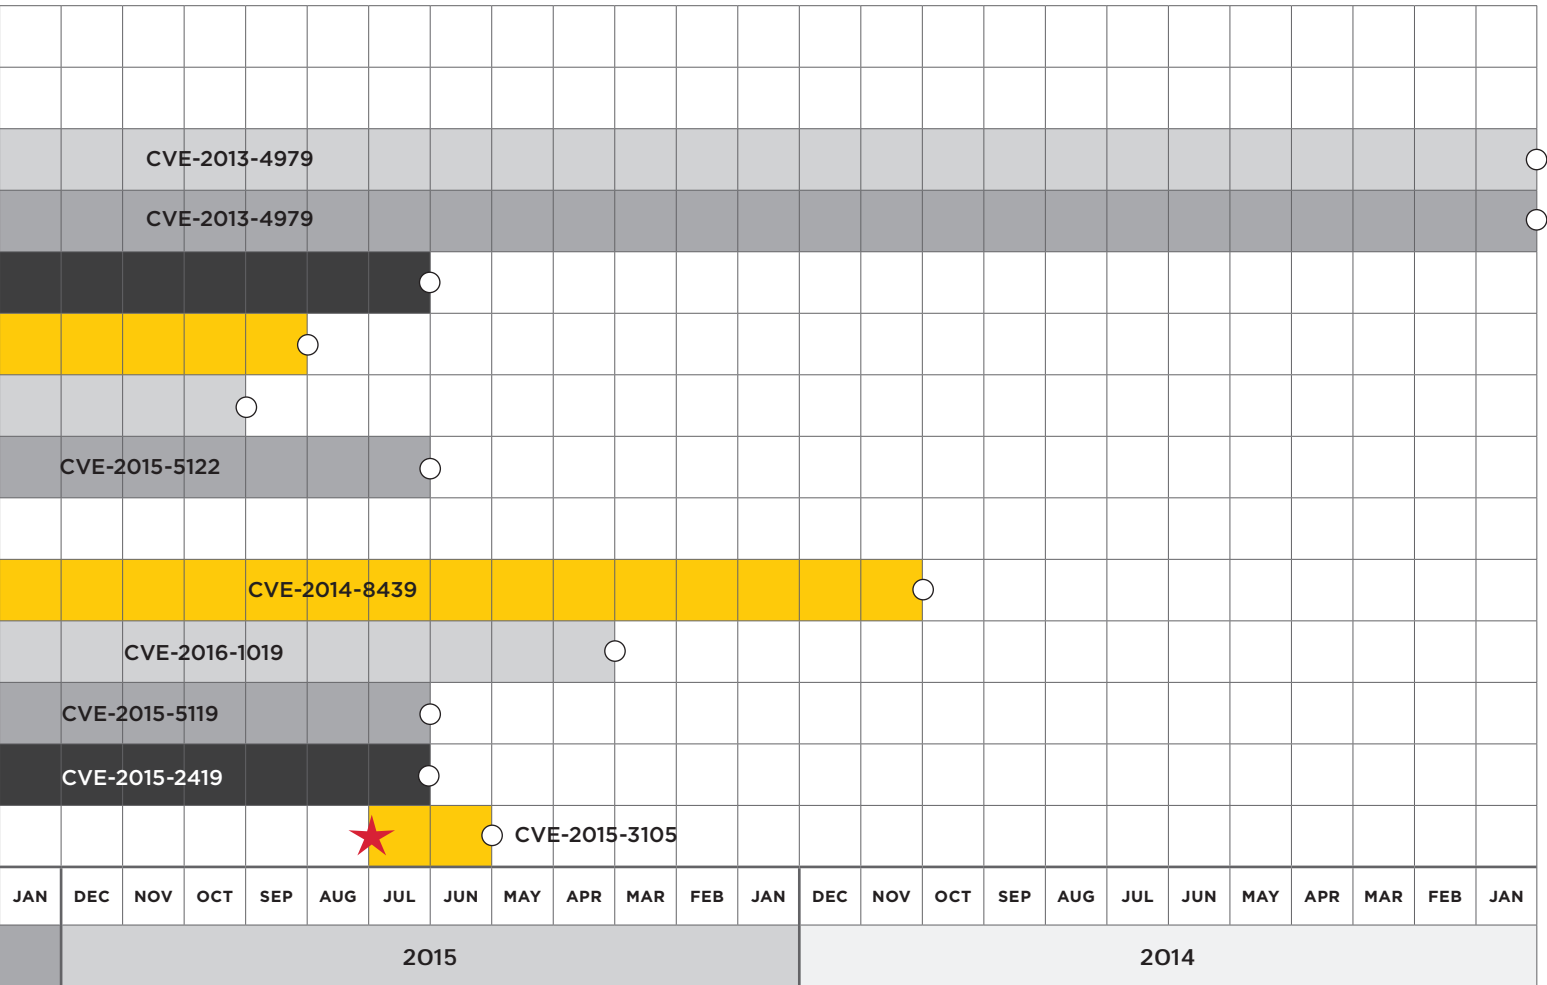 CVE-2013-4979
CVE-2013-4979
CVE-2015-5122
CVE-2014-8439
CVE-2016-1019
CVE-2015-5119
CVE-2015-2419
CVE-2015-3105
JAN DEC NOV OCT SEP AUG JUL JUN MAY APR MAR FEB JAN DEC NOV OCT SEP AUG JUL JUN MAY APR MAR FEB JAN
2015 2014